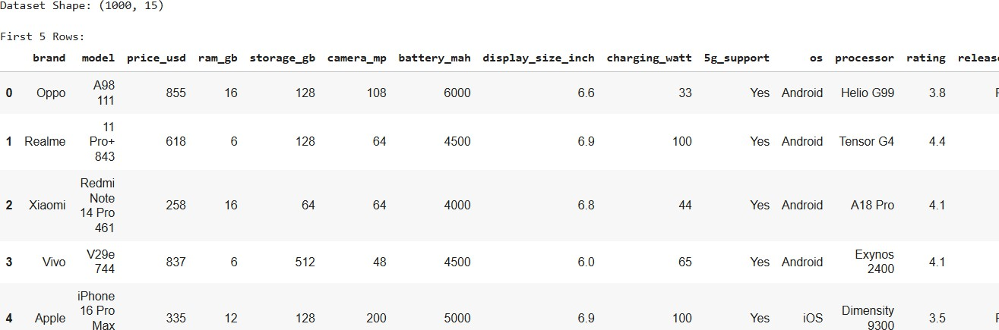 Dataset Shape: (1000, 15)
First 5 Rows:
brand model price_usd ram_gb storage_gb camera_mp battery_mah display_size_inch charging_watt 5g_support os processor rating
0 Oppo A98 111 855 16 128 108 6000 6.6 33 Yes Android Helio G99 3.8
1 Realme 11 Pro+ 843 618 6 128 64 4500 6.9 100 Yes Android Tensor G4 4.4
2 Xiaomi Redmi Note 14 Pro 461 258 16 64 64 4000 6.8 44 Yes Android A18 Pro 4.1
3 Vivo V29e 744 837 6 512 48 4500 6.0 65 Yes Android Exynos 2400 4.1
4 Apple iPhone 16 Pro Max 335 12 128 200 5000 6.9 100 Yes iOS Dimensity 9300 3.5